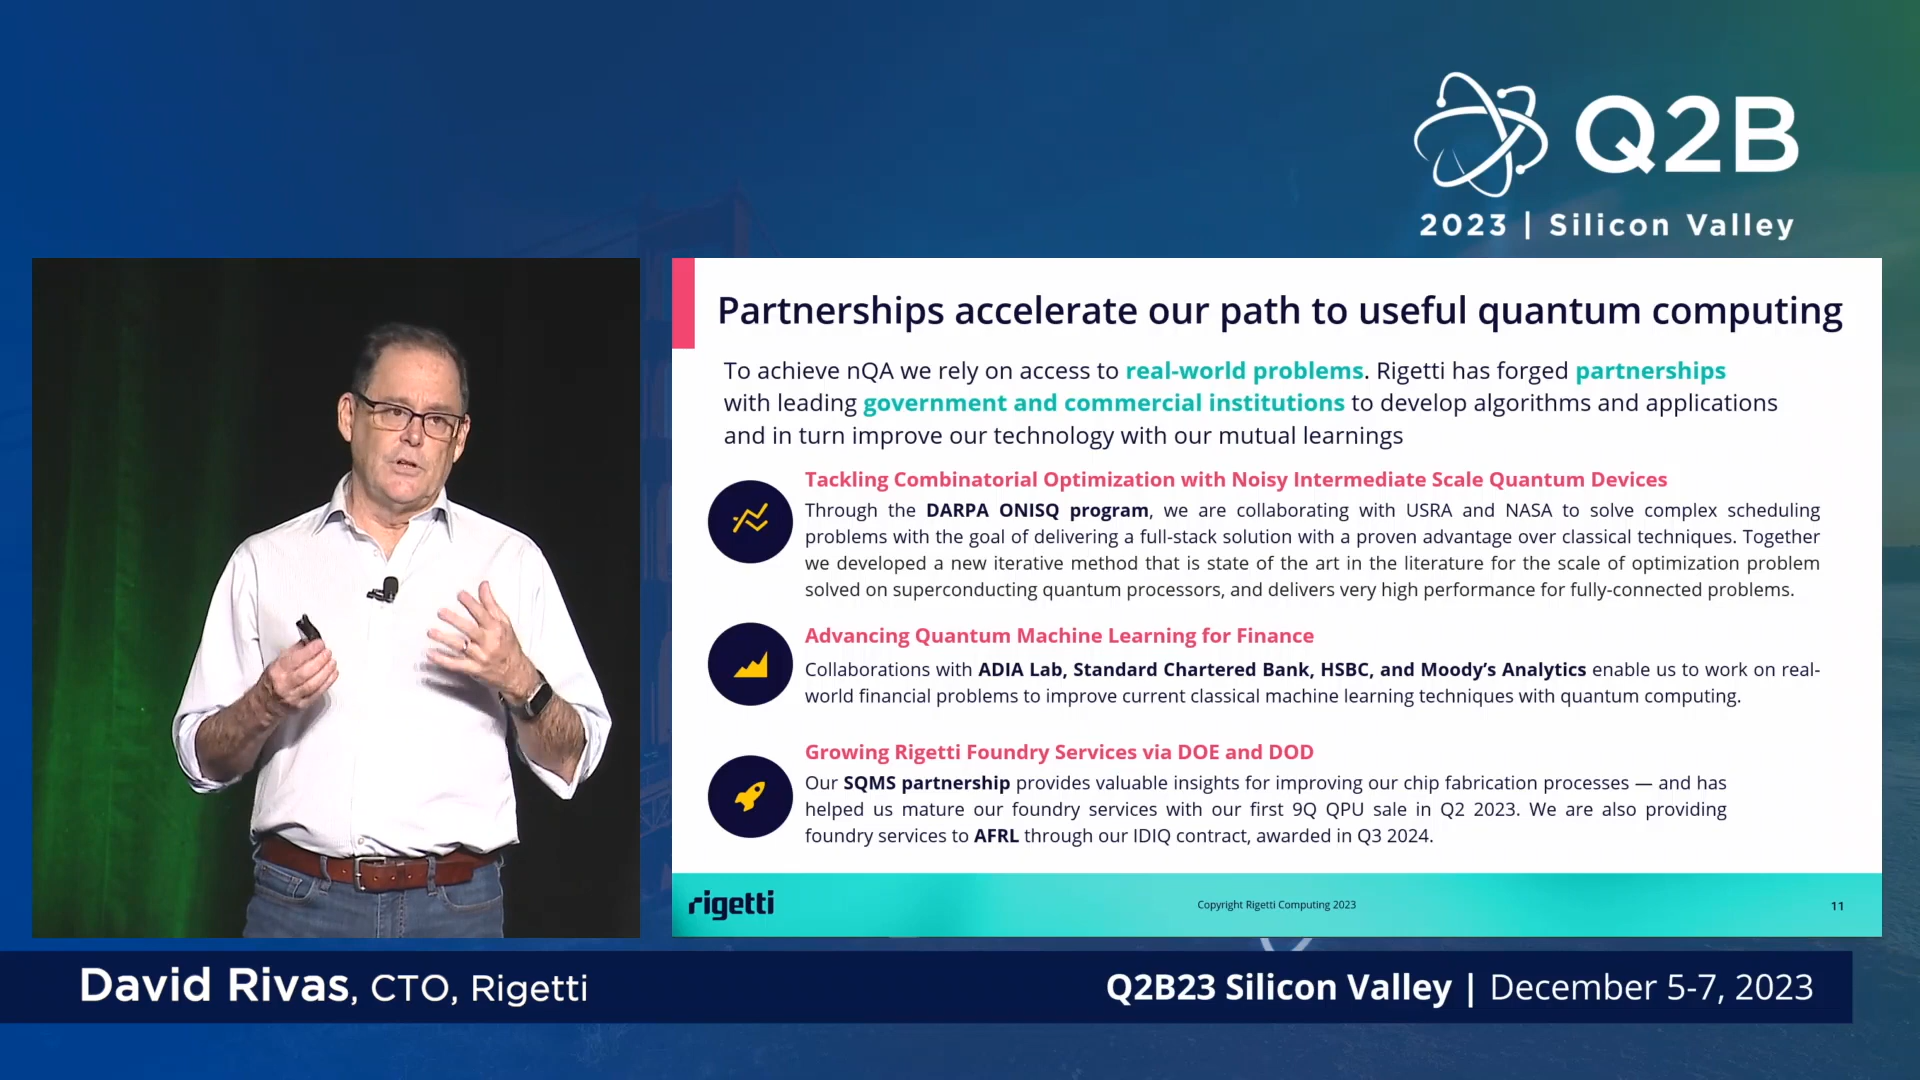 Q2B
2023 | Silicon Valley
Partnerships accelerate our path to useful quantum computing
To achieve nQA we rely on access to real-world problems. Rigetti has forged partnerships
with leading government and commercial institutions to develop algorithms and applications
and in turn improve our technology with our mutual learnings
Tackling Combinatorial Optimization with Noisy Intermediate Scale Quantum Devices
Through the DARPA ONISQ program, we are collaborating with USRA and NASA to solve complex scheduling
problems with the goal of delivering a full-stack solution with a proven advantage over classical techniques. Together
we developed a new iterative method that is state of the art in the literature for the scale of optimization problem
solved on superconducting quantum processors, and delivers very high performance for fully-connected problems.
Advancing Quantum Machine Learning for Finance
Collaborations with ADIA Lab, Standard Chartered Bank, HSBC, and Moody's Analytics enable us to work on real-
world financial problems to improve current classical machine learning techniques with quantum computing.
Growing Rigetti Foundry Services via DOE and DOD
Our SQMS partnership provides valuable insights for improving our chip fabrication processes — and has
helped us mature our foundry services with our first 9Q QPU sale in Q2 2023. We are also providing
foundry services to AFRL through our IDIQ contract, awarded in Q3 2024.
rigetti
Copyright Rigetti Computing 2023
11
David Rivas, CTO, Rigetti
Q2B23 Silicon Valley | December 5-7, 2023